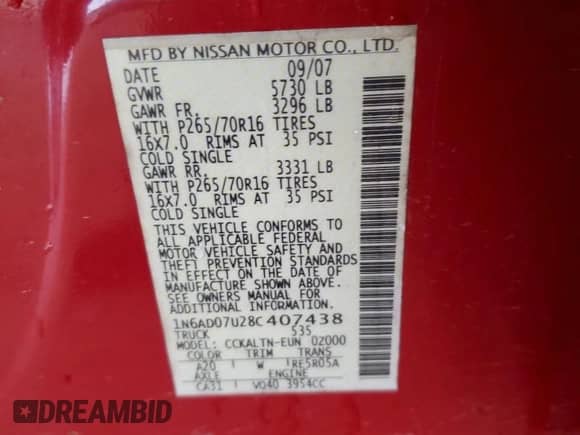 MFD BY NISSAN MOTOR CO., LTD.
DATE 09/07
GVWR 5730 LB
GAWR FR. 3296 LB
WITH P265/70R16 TIRES
16x7.0 RIMS AT 35 PSI
COLD SINGLE
GAWR RR. 3331 LB
WITH P265/70R16 TIRES
16x7.0 RIMS AT 35 PSI
COLD SINGLE
THIS VEHICLE CONFORMS TO
ALL APPLICABLE FEDERAL
MOTOR VEHICLE SAFETY AND
THEFT PREVENTION STANDARDS
IN EFFECT ON THE DATE OF
MANUFACTURE SHOWN ABOVE.
SEE OWNERS MANUAL FOR
ADDITIONAL INFORMATION.
1N6AD07U28C407438
TRUCK 535
MODEL: CCKALTN-EUN 02000
COLOR TRIM TRANS
A20 W RE5R05A
AXLE ENGINE
CA31 VQ40 3954CC
DREAMBID